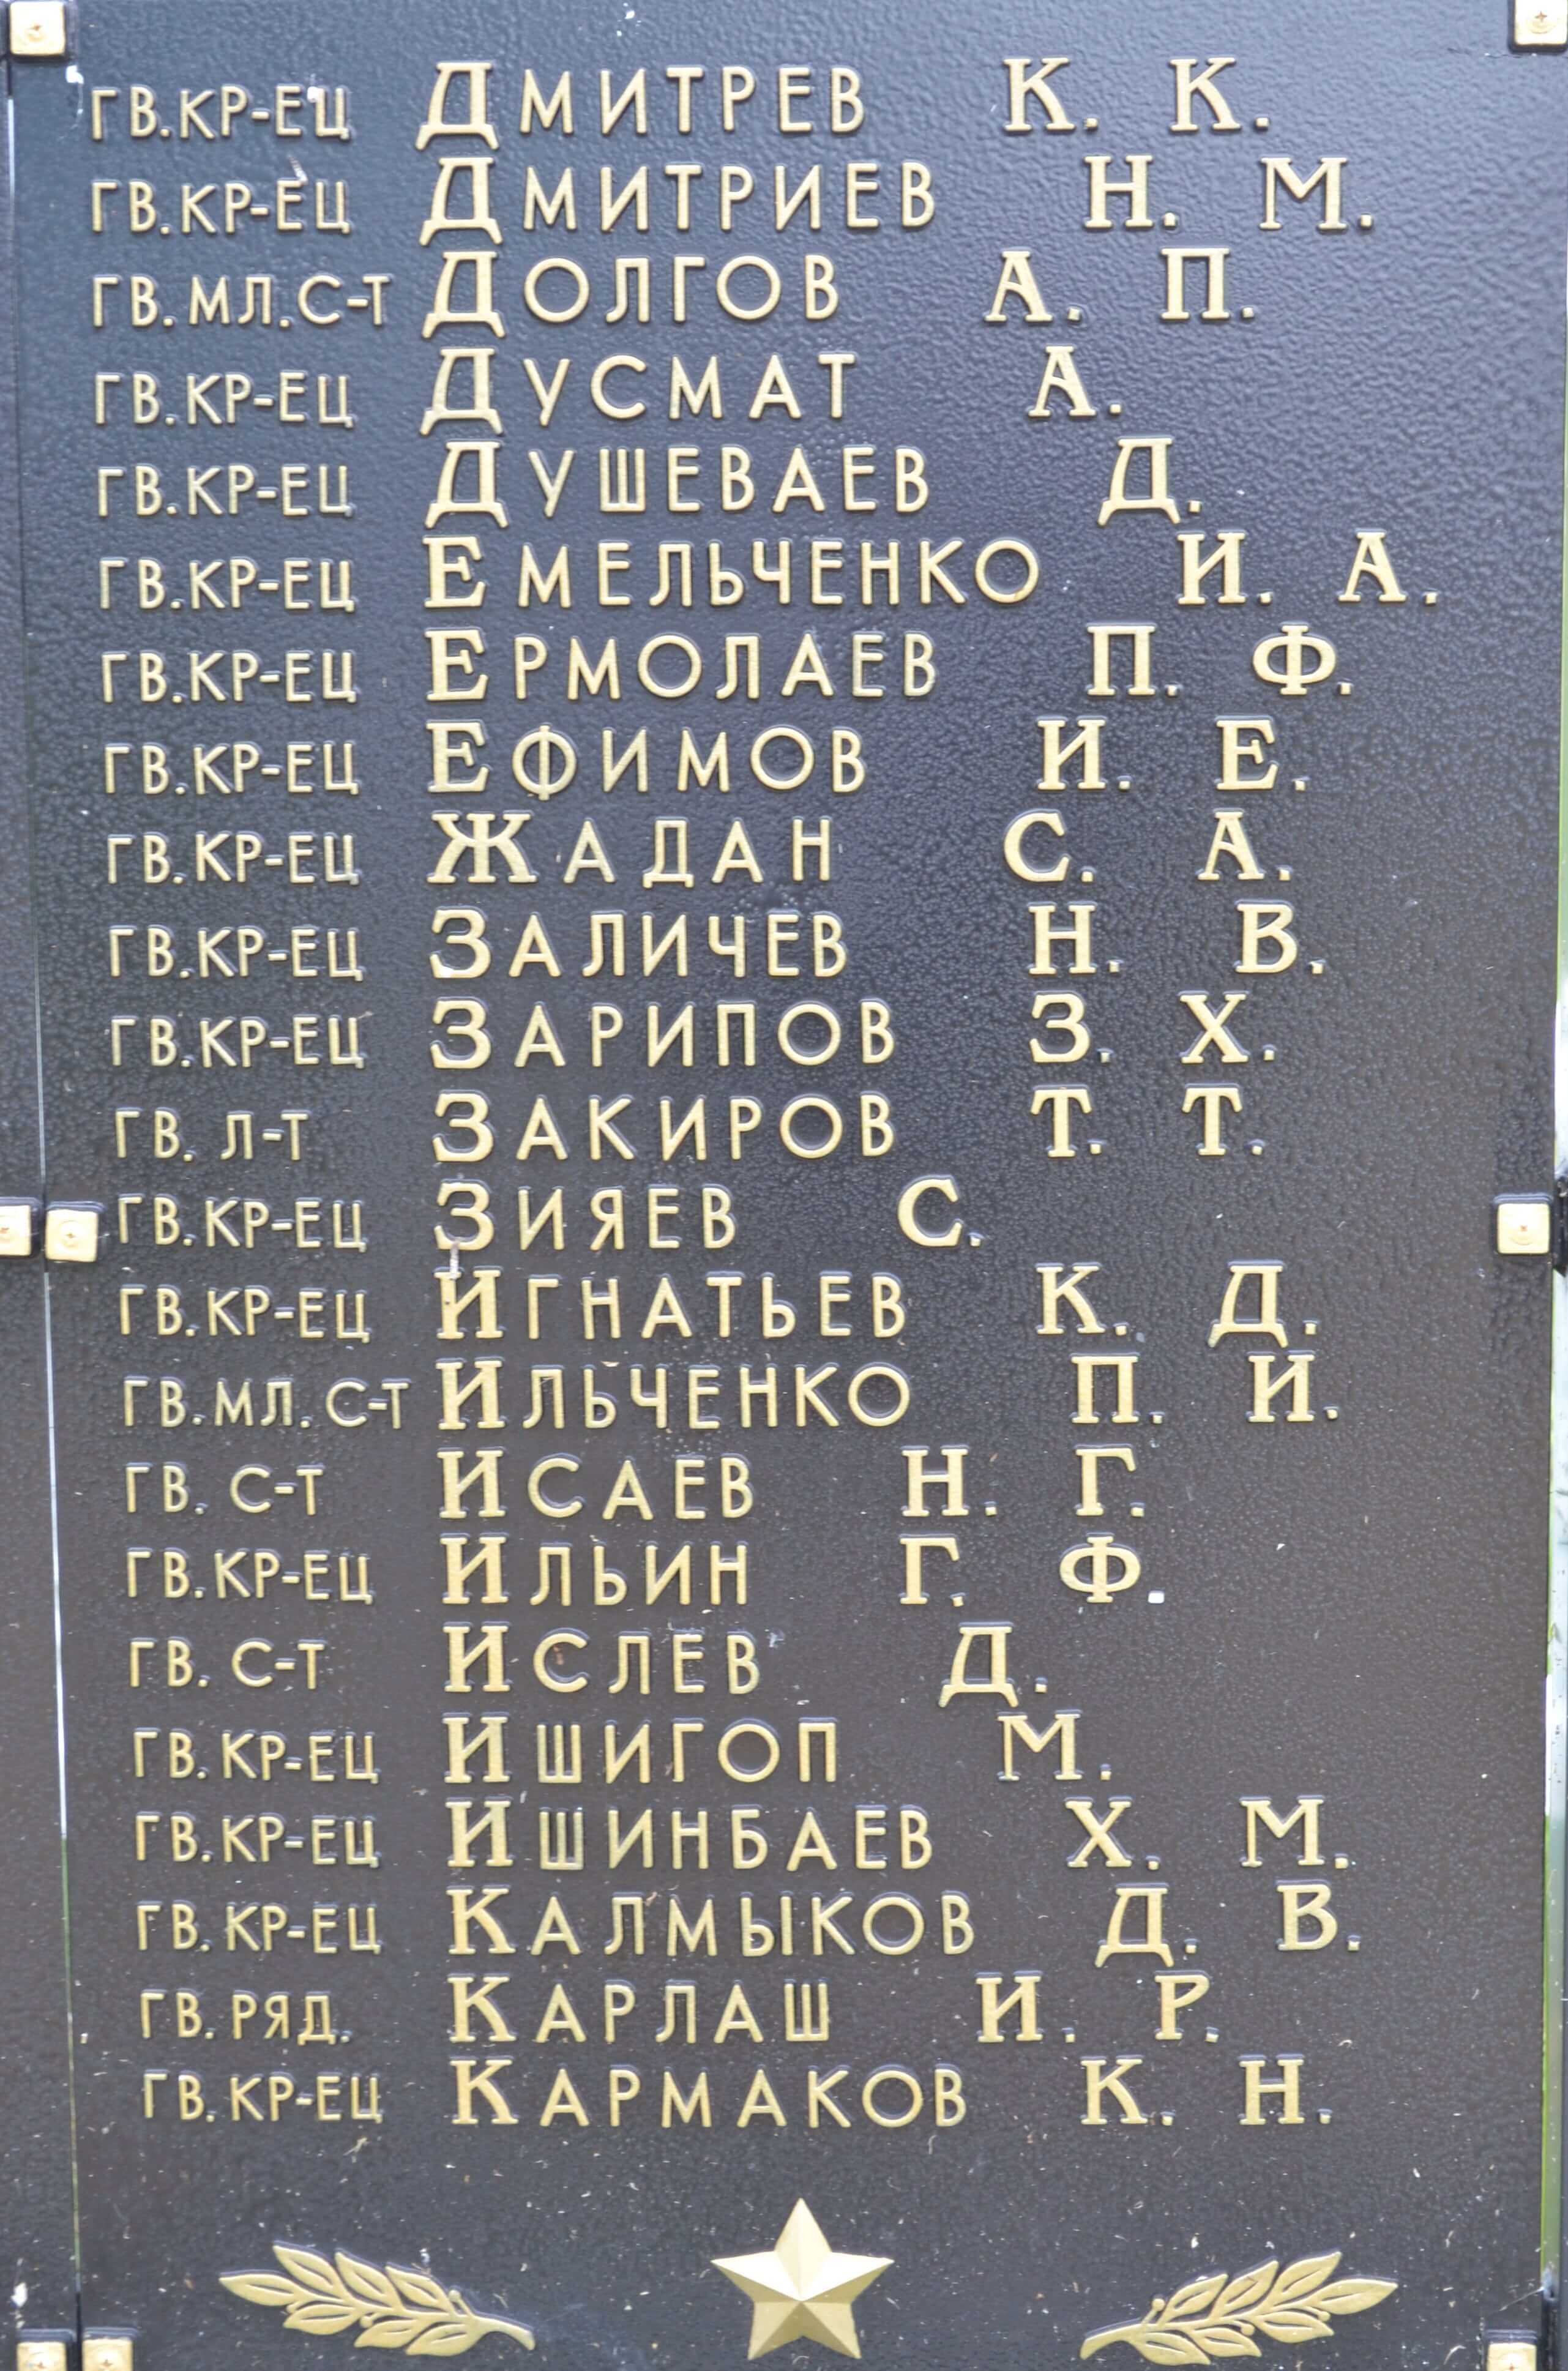 ГВ.КР-ЕЦ ДМИТРЕВ К. К.
ГВ.КР-ЕЦ ДМИТРИЕВ Н. М.
ГВ.МЛ.С-Т ДОЛГОВ А. П.
ГВ.КР-ЕЦ ДУСМАТ А.
ГВ.КР-ЕЦ ДУШЕВАЕВ Д.
ГВ.КР-ЕЦ ЕМЕЛЬЧЕНКО И. А.
ГВ.КР-ЕЦ ЕРМОЛАЕВ П. Ф.
ГВ.КР-ЕЦ ЕФИМОВ И. Е.
ГВ.КР-ЕЦ ЖАДАН С. А.
ГВ.КР-ЕЦ ЗАЛИЧЕВ Н. В.
ГВ.КР-ЕЦ ЗАРИПОВ З. Х.
ГВ. Л-Т ЗАКИРОВ Т. Т.
ГВ.КР-ЕЦ ЗИЯЕВ С.
ГВ.КР-ЕЦ ИГНАТЬЕВ К. Д.
ГВ.МЛ.С-Т ИЛЬЧЕНКО П. И.
ГВ. С-Т ИСАЕВ Н. Г.
ГВ.КР-ЕЦ ИЛЬИН Г. Ф.
ГВ. С-Т ИСЛЕВ Д.
ГВ.КР-ЕЦ ИШИГОП М.
ГВ.КР-ЕЦ ИШИНБАЕВ Х. М.
ГВ.КР-ЕЦ КАЛМЫКОВ Д. В.
ГВ.РЯД. КАРЛАШ И. Р.
ГВ.КР-ЕЦ КАРМАКОВ К. Н.